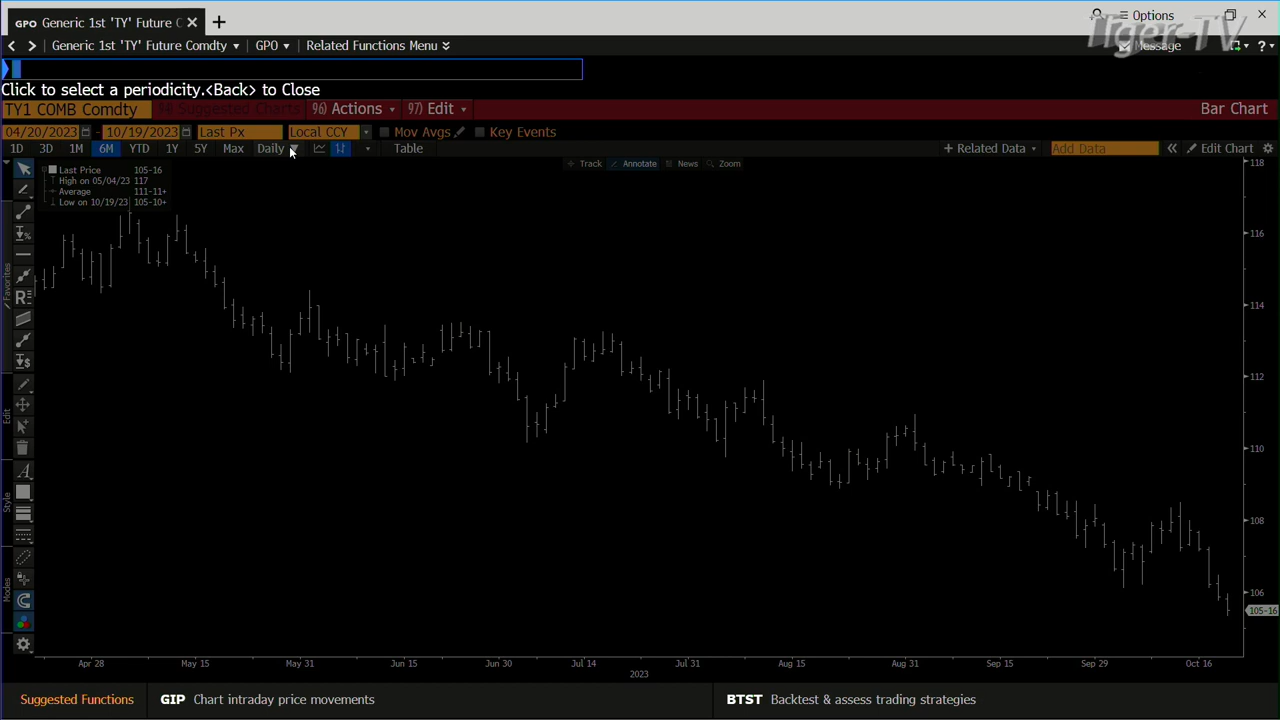 GPO Generic 1st 'TY' Future C
Options
Tiger-TV
Generic 1st 'TY' Future Comdty GPO Related Functions Menu Message ?
Click to select a periodicity.<Back> to Close
TY1 COMB Comdty 94) Suggested Charts 96) Actions 97) Edit Bar Chart
04/20/2023 - 10/19/2023 Last Px Local CCY Mov Avgs Key Events
1D 3D 1M 6M YTD 1Y 5Y Max Daily Table + Related Data Add Data « Edit Chart
Track Annotate News Zoom
Last Price 105-16
High on 05/04/23 117
Average 111-11+
Low on 10/19/23 105-10+
118
116
114
112
110
108
106
105-16
Favorites
Edit
Style
Modes
Apr 28 May 15 May 31 Jun 15 Jun 30 Jul 14 Jul 31 Aug 15 Aug 31 Sep 15 Sep 29 Oct 16
2023
Suggested Functions GIP Chart intraday price movements BTST Backtest & assess trading strategies